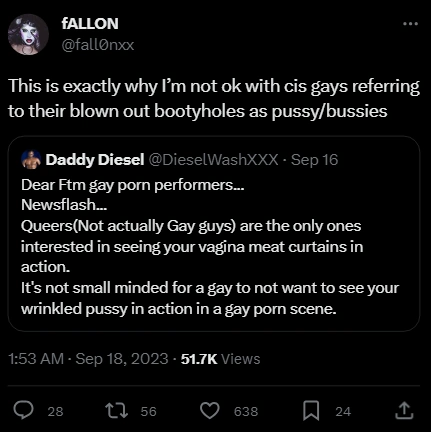 fALLON
@fall0nxx
This is exactly why I'm not ok with cis gays referring
to their blown out bootyholes as pussy/bussies
Daddy Diesel @DieselWashXXX · Sep 16
Dear Ftm gay porn performers...
Newsflash...
Queers(Not actually Gay guys) are the only ones
interested in seeing your vagina meat curtains in
action.
It's not small minded for a gay to not want to see your
wrinkled pussy in action in a gay porn scene.
1:53 AM · Sep 18, 2023 · 51.7K Views
28 56 638 24